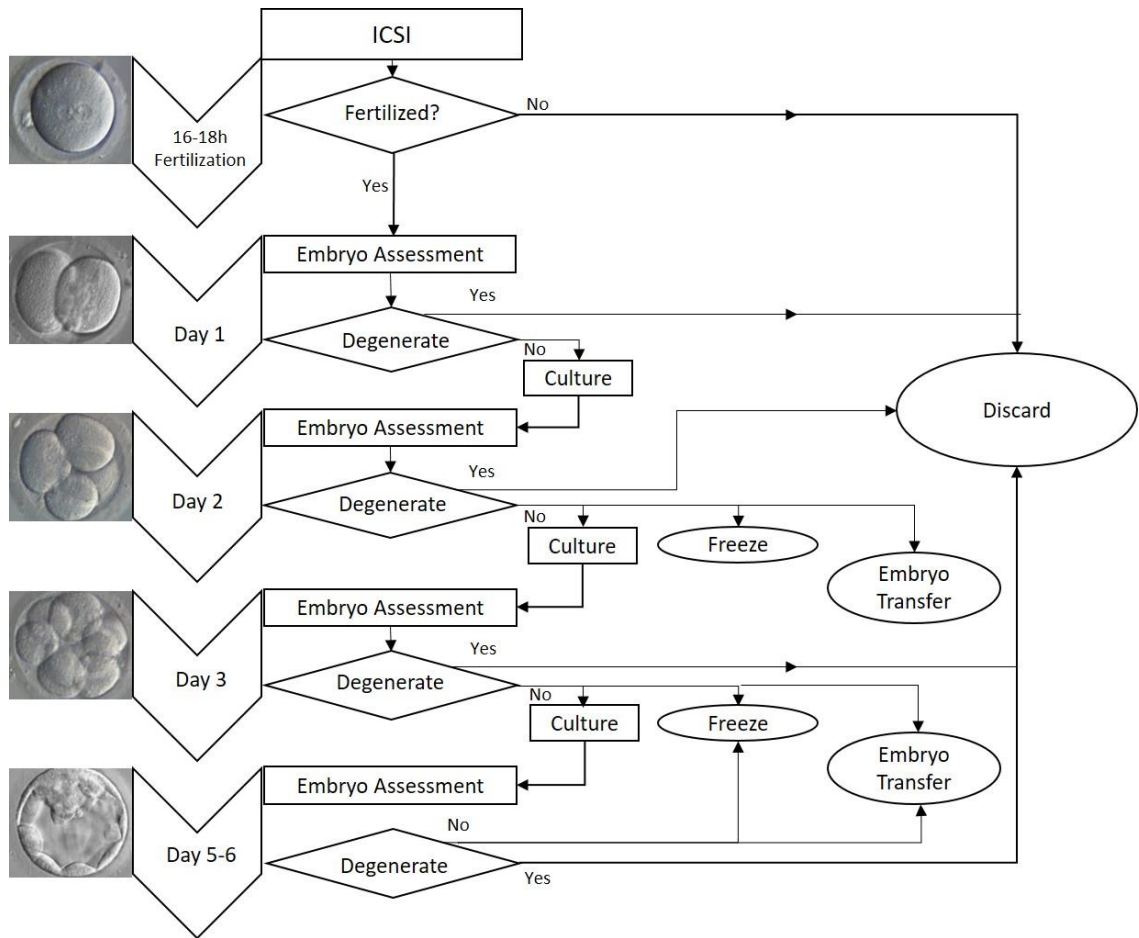 ICSI
Fertilized?
No
16-18h
Fertilization
Yes
Embryo Assessment
Yes
Day 1
Degenerate
No
Culture
Discard
Embryo Assessment
Yes
Day 2
Degenerate
No
Culture
Freeze
Embryo
Transfer
Embryo Assessment
Yes
Day 3
Degenerate
No
Culture
Freeze
Embryo
Transfer
Embryo Assessment
No
Day 5-6
Degenerate
Yes